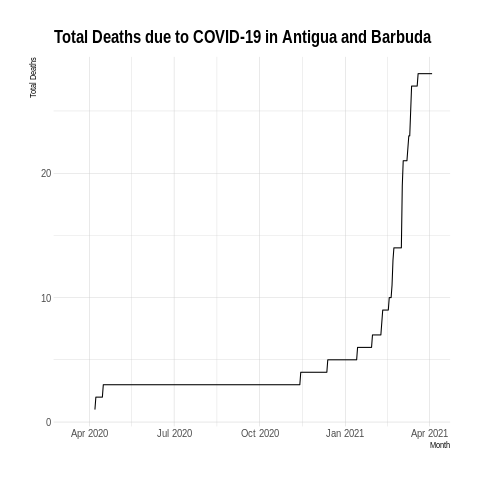 Total Deaths due to COVID-19 in Antigua and Barbuda
Total Deaths
20
10
0
Apr 2020 Jul 2020 Oct 2020 Jan 2021 Apr 2021
Month